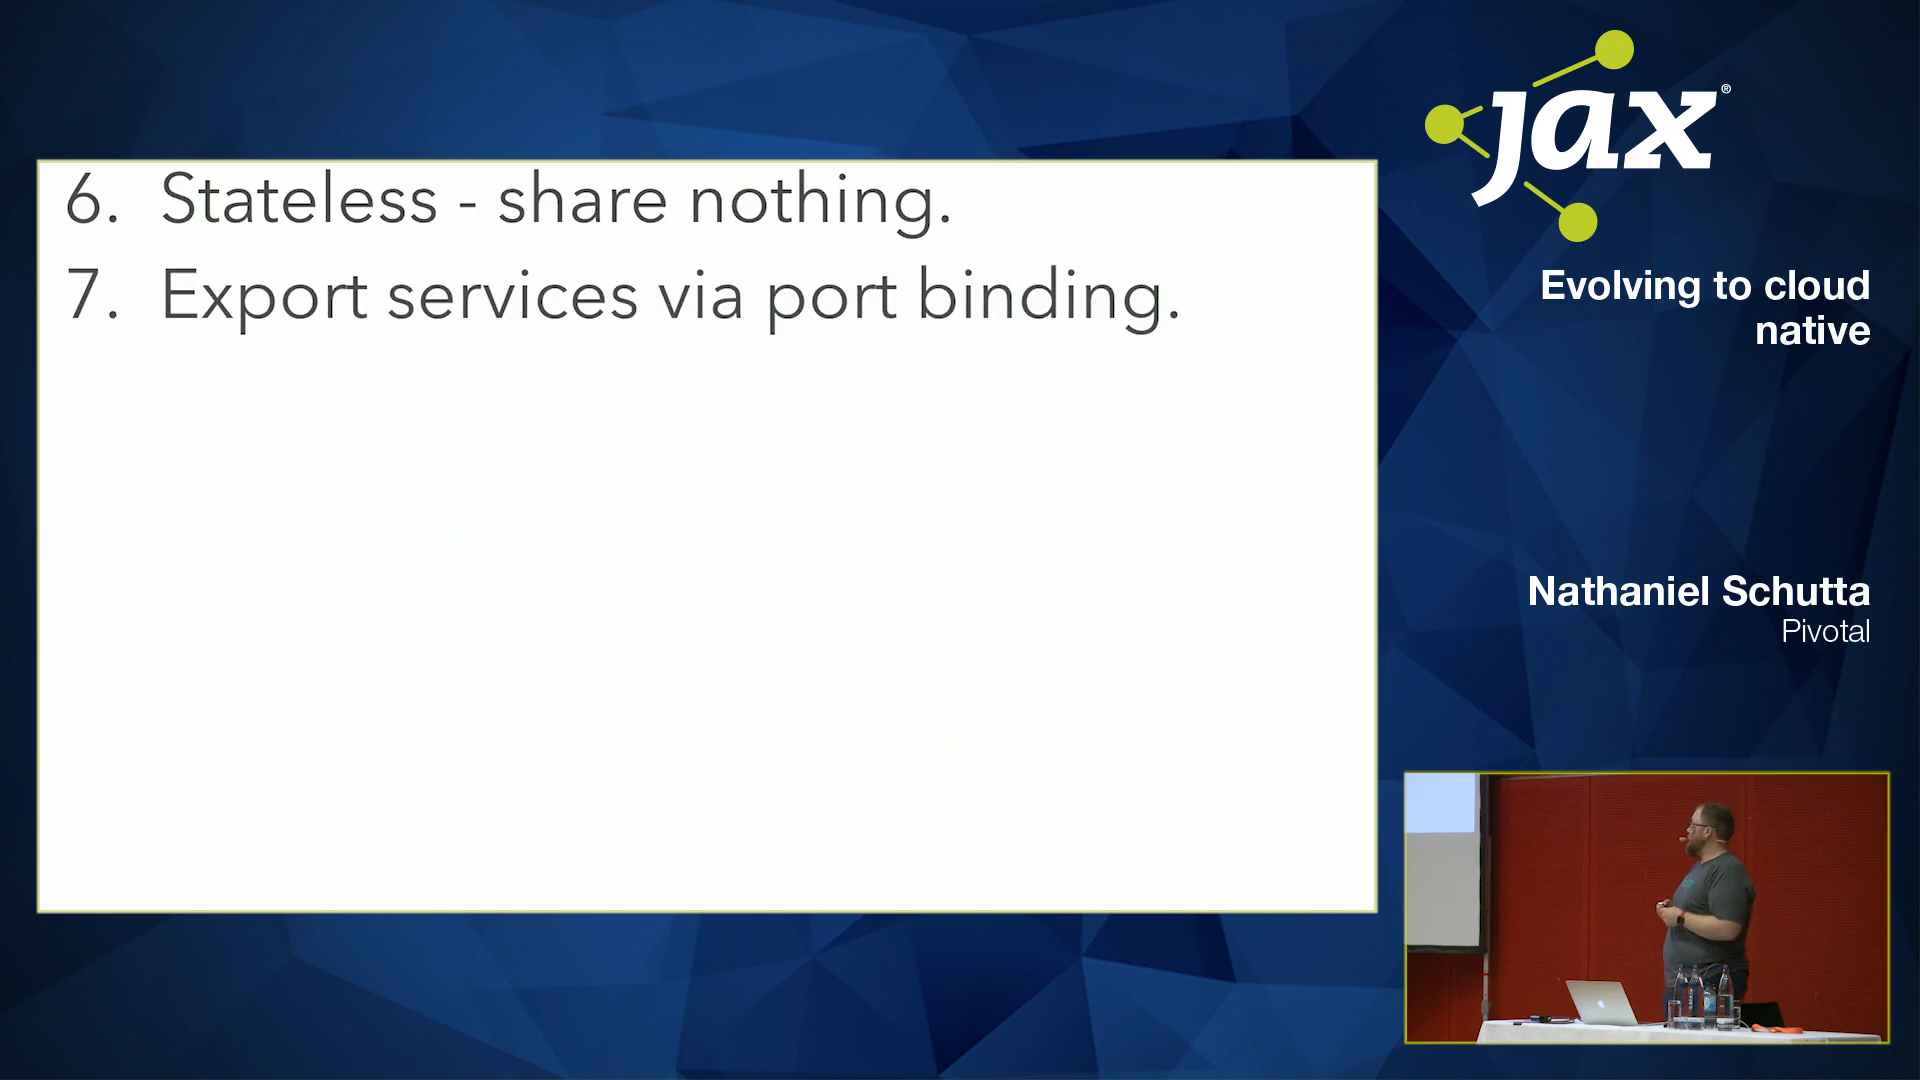 6. Stateless - share nothing.
7. Export services via port binding.
jax®
Evolving to cloud
native
Nathaniel Schutta
Pivotal